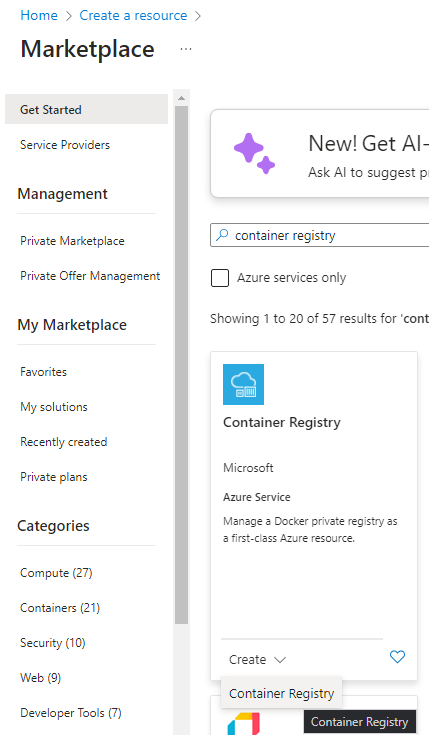 Home > Create a resource >
Marketplace ...
Get Started
Service Providers
Management
Private Marketplace
Private Offer Management
My Marketplace
Favorites
My solutions
Recently created
Private plans
Categories
Compute (27)
Containers (21)
Security (10)
Web (9)
Developer Tools (7)
New! Get AI-
Ask AI to suggest pr
container registry
Azure services only
Showing 1 to 20 of 57 results for 'cont
Container Registry
Microsoft
Azure Service
Manage a Docker private registry as
a first-class Azure resource.
Create
Container Registry
Container Registry